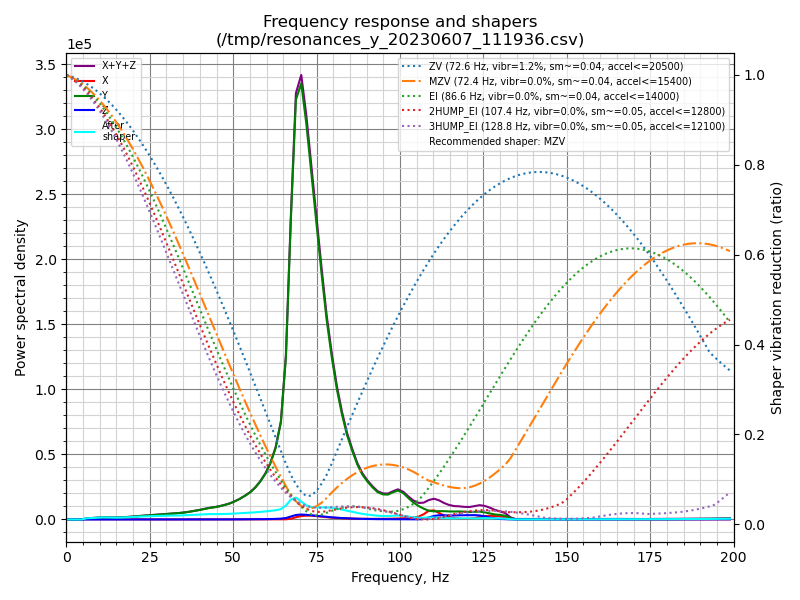 Frequency response and shapers
(/tmp/resonances_y_20230607_111936.csv)
1e5
3.5
3.0
2.5
2.0
1.5
1.0
0.5
0.0
Power spectral density
X+Y+Z
X
Y
Z
After
shaper
ZV (72.6 Hz, vibr=1.2%, sm~=0.04, accel<=20500)
MZV (72.4 Hz, vibr=0.0%, sm~=0.04, accel<=15400)
EI (86.6 Hz, vibr=0.0%, sm~=0.04, accel<=14000)
2HUMP_EI (107.4 Hz, vibr=0.0%, sm~=0.05, accel<=12800)
3HUMP_EI (128.8 Hz, vibr=0.0%, sm~=0.05, accel<=12100)
Recommended shaper: MZV
1.0
0.8
0.6
0.4
0.2
0.0
Shaper vibration reduction (ratio)
0 25 50 75 100 125 150 175 200
Frequency, Hz